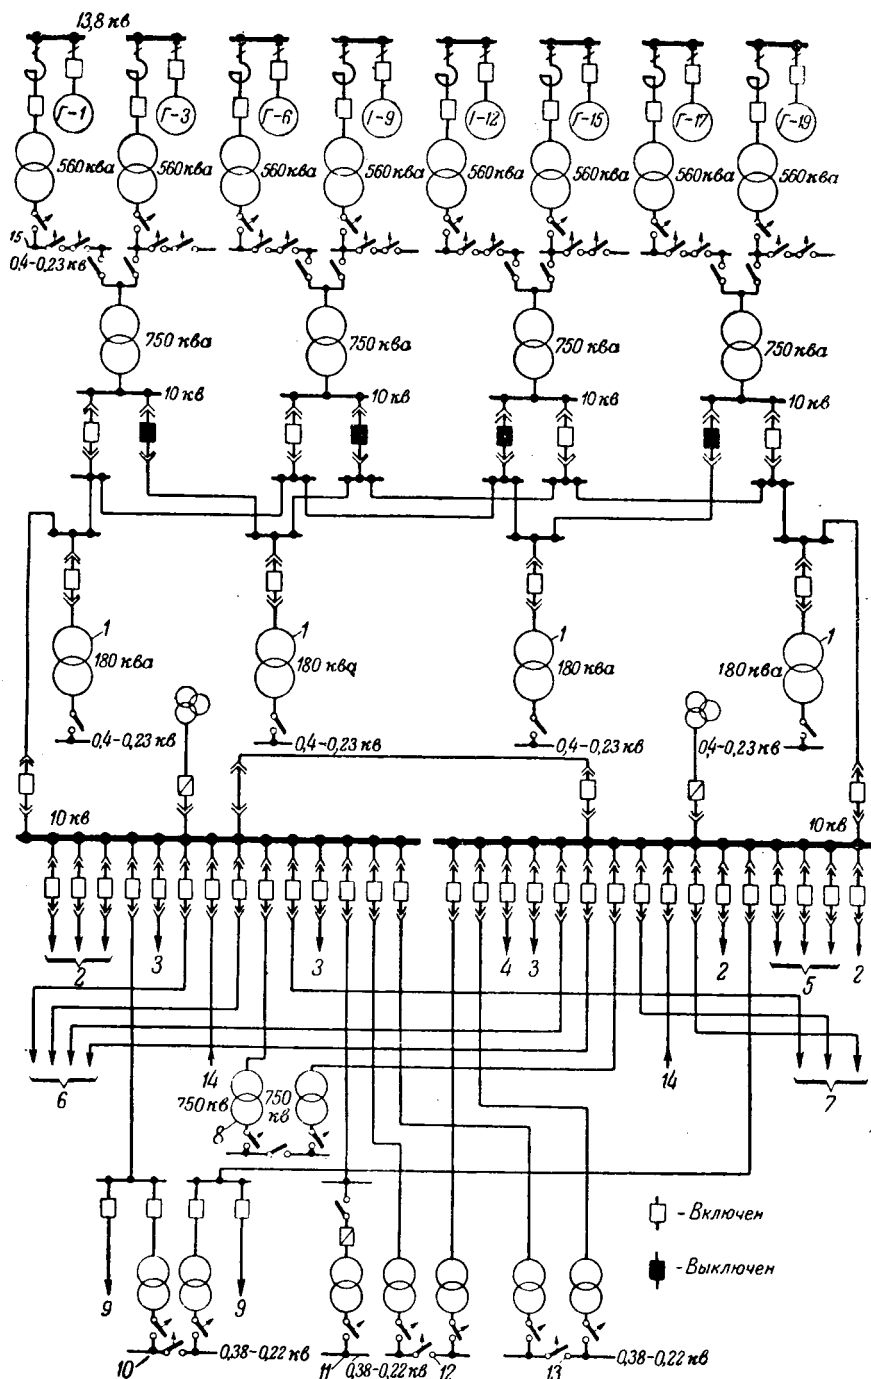 13,8 кв
Г-1 Г-3 Г-6 Г-9 Г-12 Г-15 Г-17 Г-19
560 ква 560 ква 560 ква 560 ква 560 ква 560 ква 560 ква 560 ква
15
0,4-0,23 кв
750 ква 750 ква 750 ква 750 ква
10 кв 10 кв 10 кв 10 кв
1 1 1 1
180 ква 180 ква 180 ква 180 ква
0,4-0,23 кв 0,4-0,23 кв 0,4-0,23 кв 0,4-0,23 кв
10 кв 10 кв
2 3 3 4 3 2 5 2
6 14 14 7
750 кв 750 кв
8
- Включен
- Выключен
9 9
10 0,38-0,22 кв 11 0,38-0,22 кв 12 13 0,38-0,22 кв